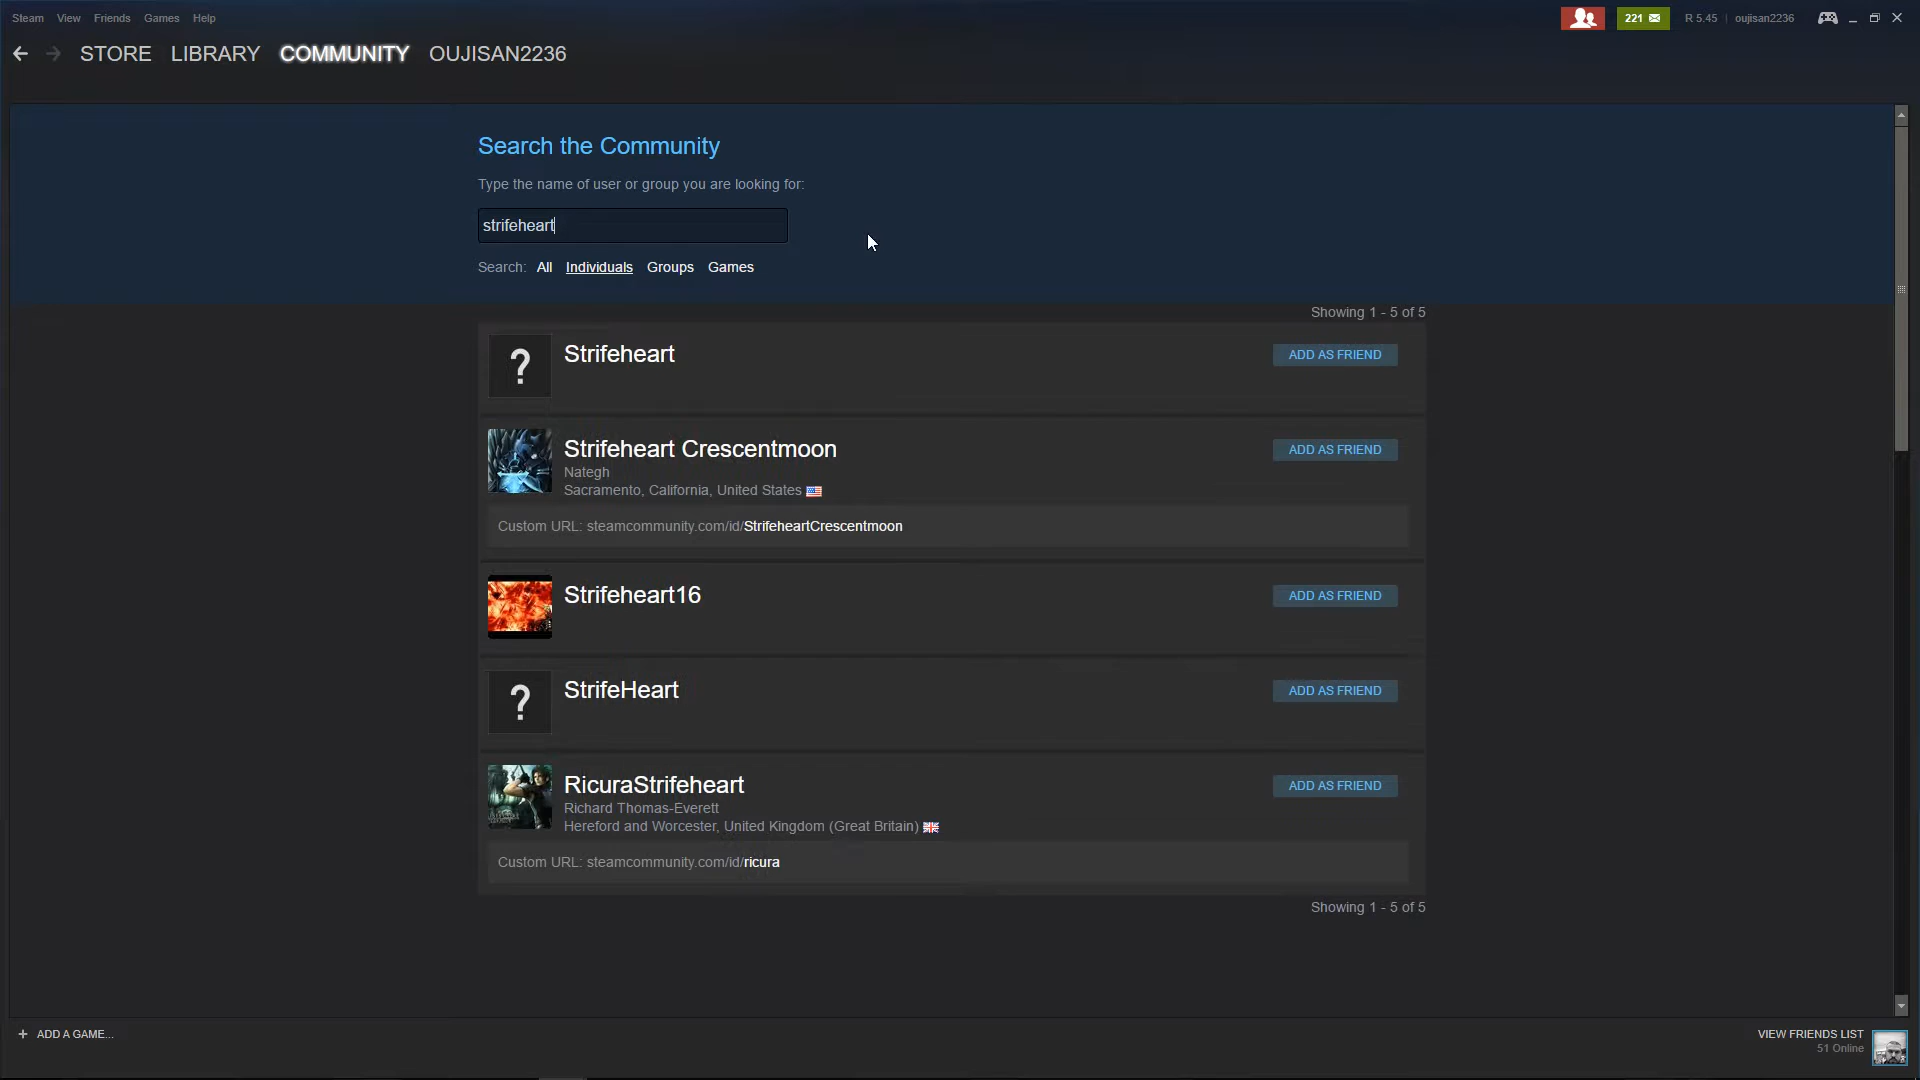 Steam View Friends Games Help
221 R 5.45 oujisan2236
STORE LIBRARY COMMUNITY OUJISAN2236
Search the Community
Type the name of user or group you are looking for:
strifeheart
Search: All Individuals Groups Games
Showing 1 - 5 of 5
?
Strifeheart
ADD AS FRIEND
Strifeheart Crescentmoon
ADD AS FRIEND
Nategh
Sacramento, California, United States
Custom URL: steamcommunity.com/id/StrifeheartCrescentmoon
Strifeheart16
ADD AS FRIEND
?
StrifeHeart
ADD AS FRIEND
RicuraStrifeheart
ADD AS FRIEND
Richard Thomas-Everett
Hereford and Worcester, United Kingdom (Great Britain)
Custom URL: steamcommunity.com/id/ricura
Showing 1 - 5 of 5
+ ADD A GAME...
VIEW FRIENDS LIST
51 Online